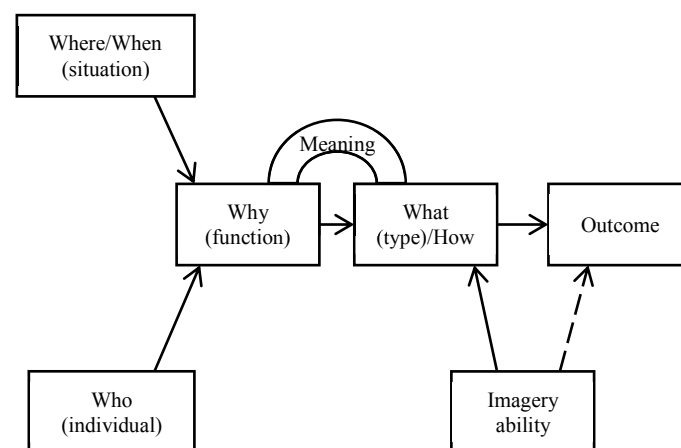 Where/When
(situation)
Meaning
Why
(function)
What
(type)/How
Outcome
Who
(individual)
Imagery
ability